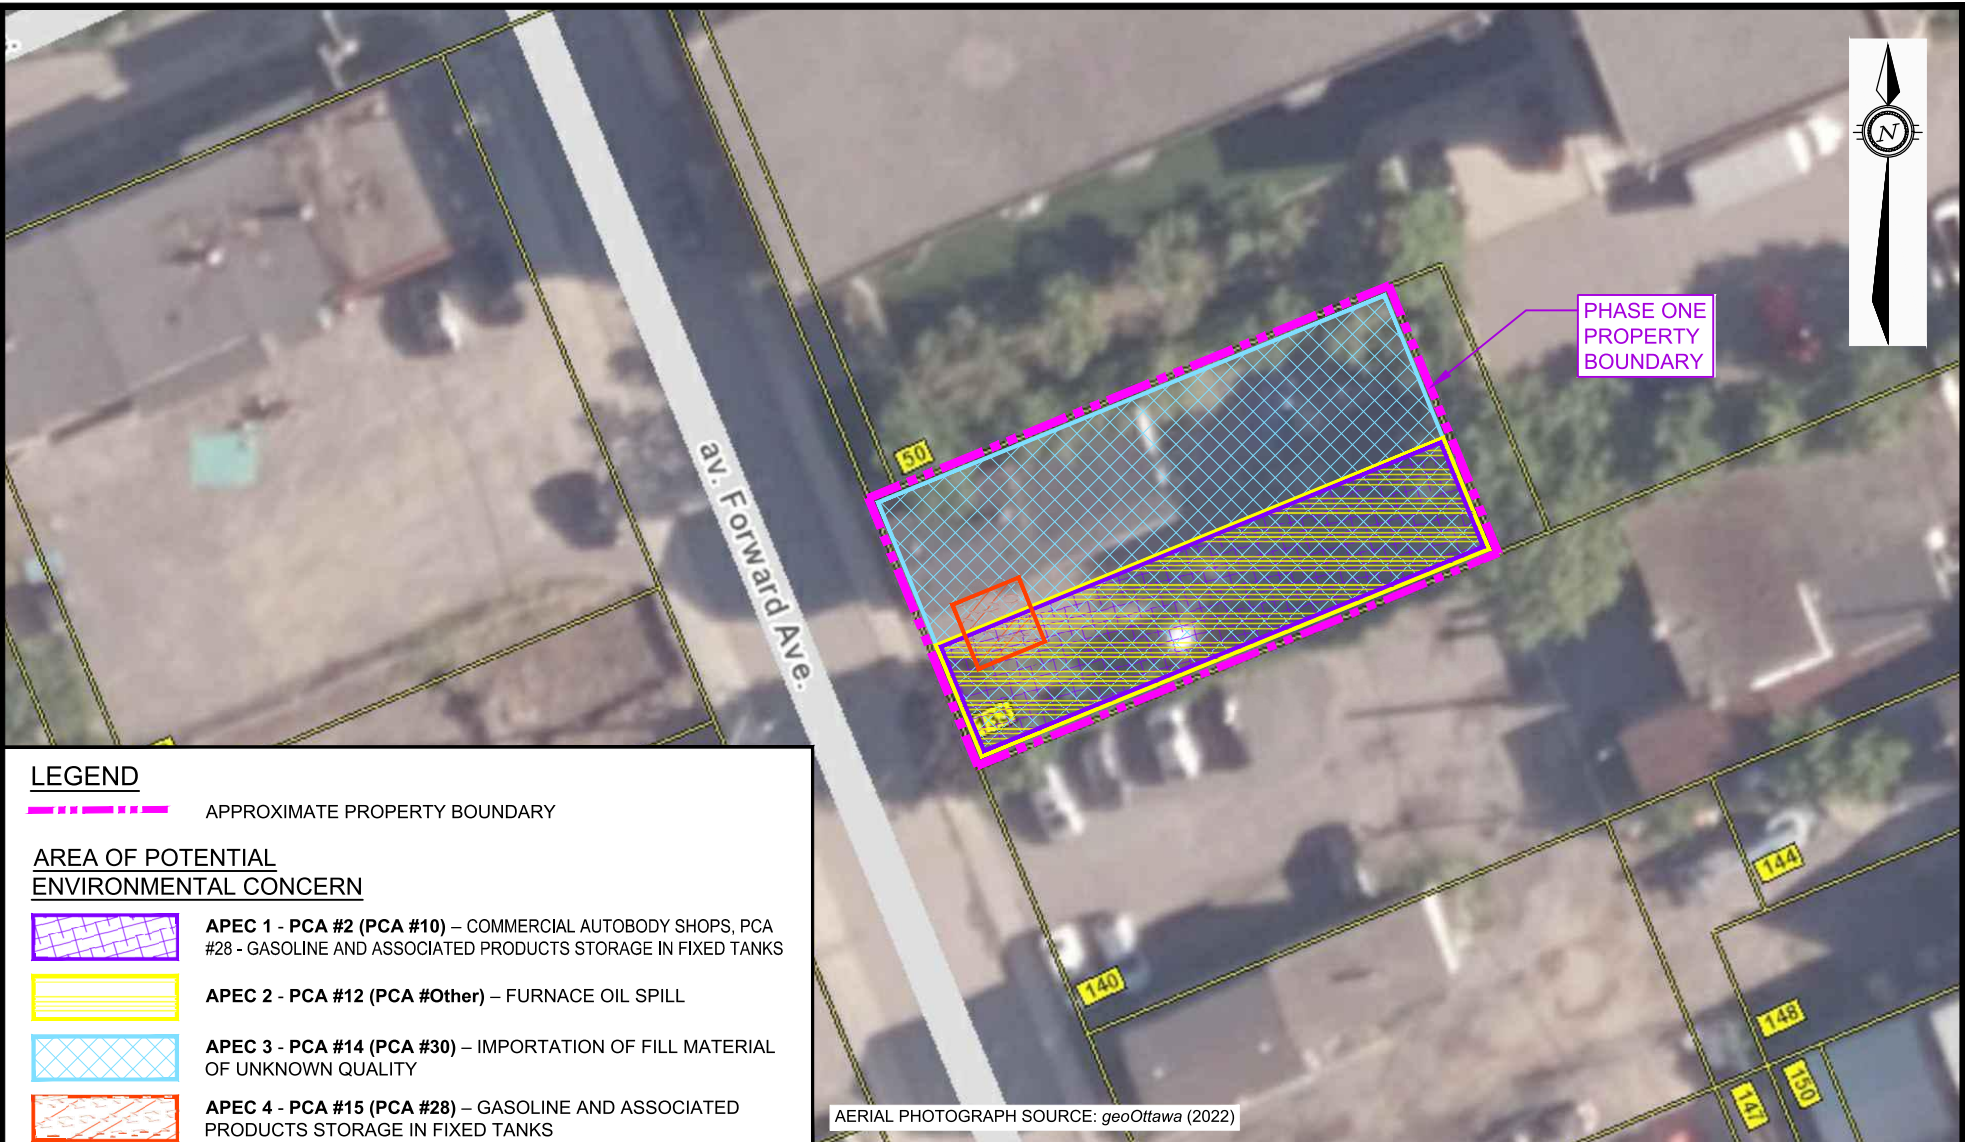 N
PHASE ONE
PROPERTY
BOUNDARY
50
av. Forward Ave.
140
144
148
147
150
LEGEND
APPROXIMATE PROPERTY BOUNDARY
AREA OF POTENTIAL
ENVIRONMENTAL CONCERN
APEC 1 - PCA #2 (PCA #10) – COMMERCIAL AUTOBODY SHOPS, PCA
#28 - GASOLINE AND ASSOCIATED PRODUCTS STORAGE IN FIXED TANKS
APEC 2 - PCA #12 (PCA #Other) – FURNACE OIL SPILL
APEC 3 - PCA #14 (PCA #30) – IMPORTATION OF FILL MATERIAL
OF UNKNOWN QUALITY
APEC 4 - PCA #15 (PCA #28) – GASOLINE AND ASSOCIATED
PRODUCTS STORAGE IN FIXED TANKS
AERIAL PHOTOGRAPH SOURCE: geoOttawa (2022)